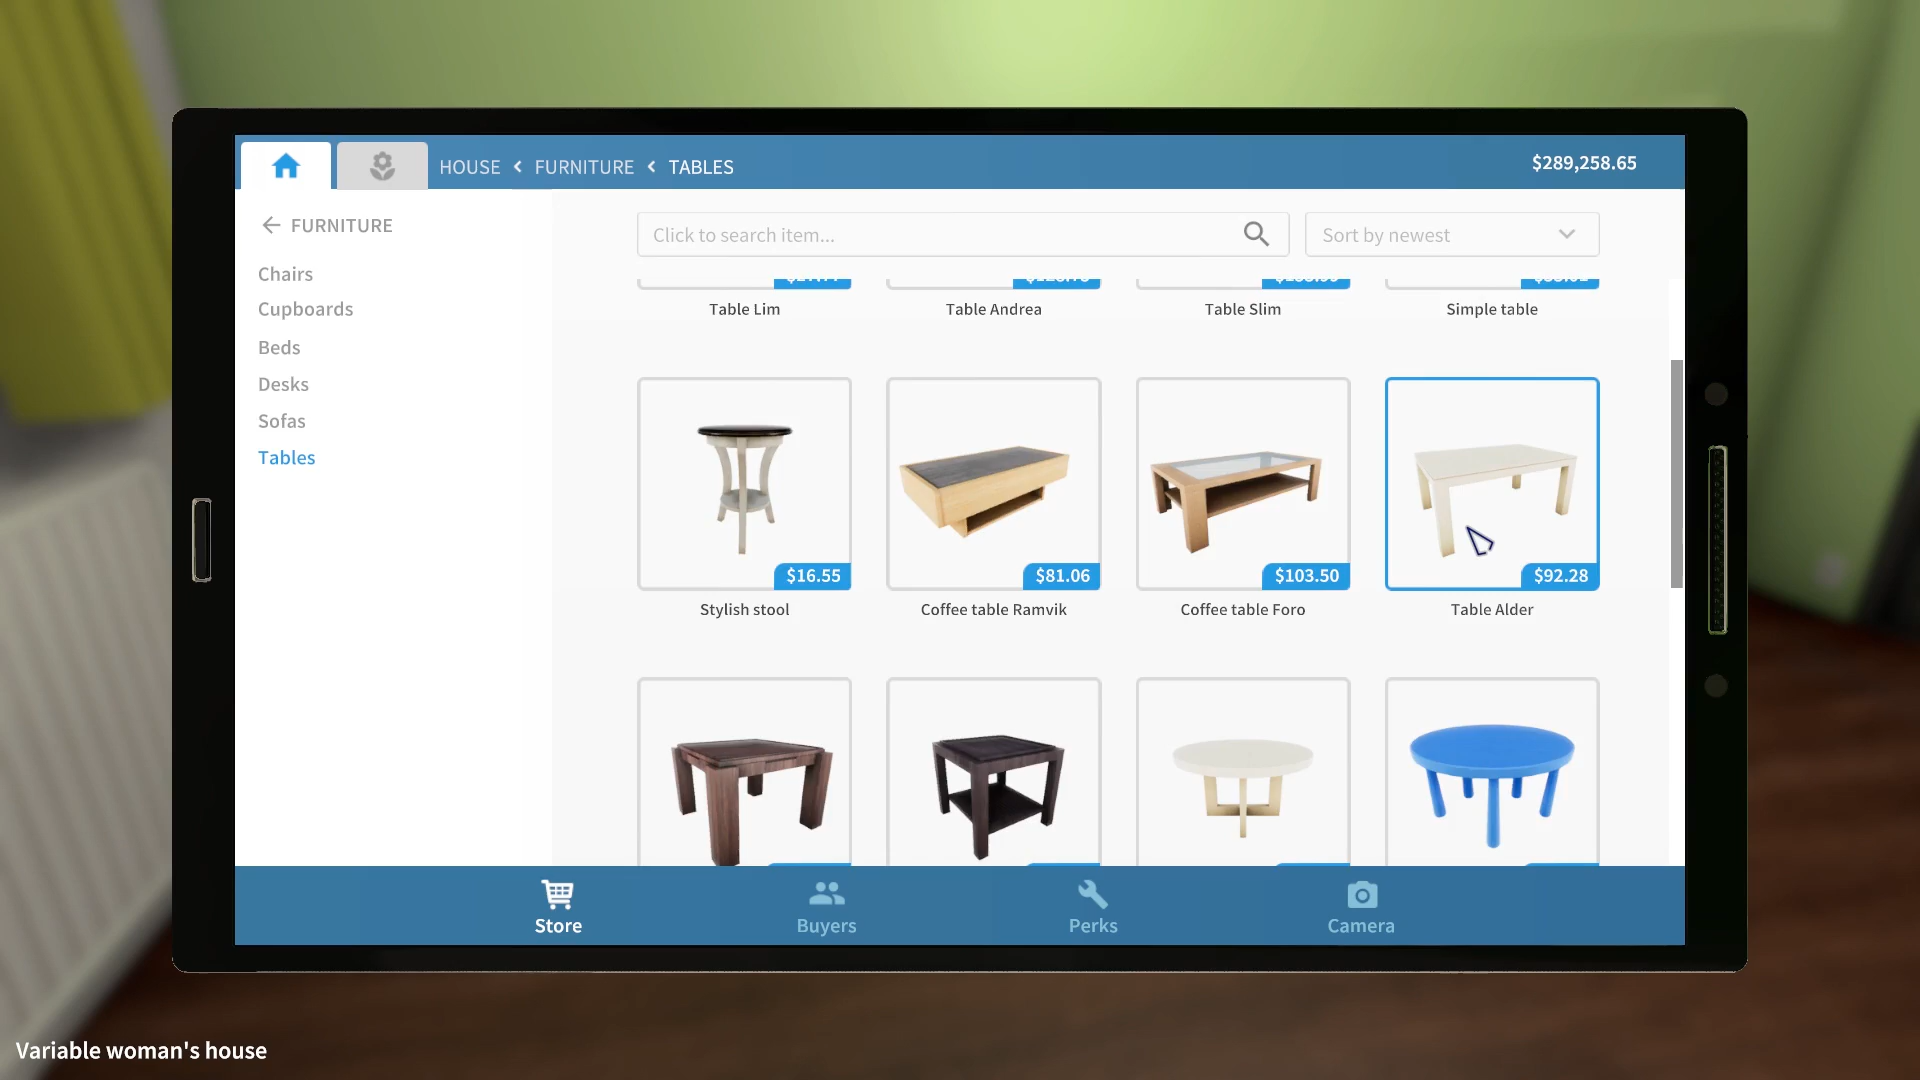 HOUSE < FURNITURE < TABLES
$289,258.65
FURNITURE
Click to search item...
Sort by newest
Chairs
Cupboards
Beds
Desks
Sofas
Tables
Table Lim
Table Andrea
Table Slim
Simple table
$16.55
$81.06
$103.50
$92.28
Stylish stool
Coffee table Ramvik
Coffee table Foro
Table Alder
Store
Buyers
Perks
Camera
Variable woman's house